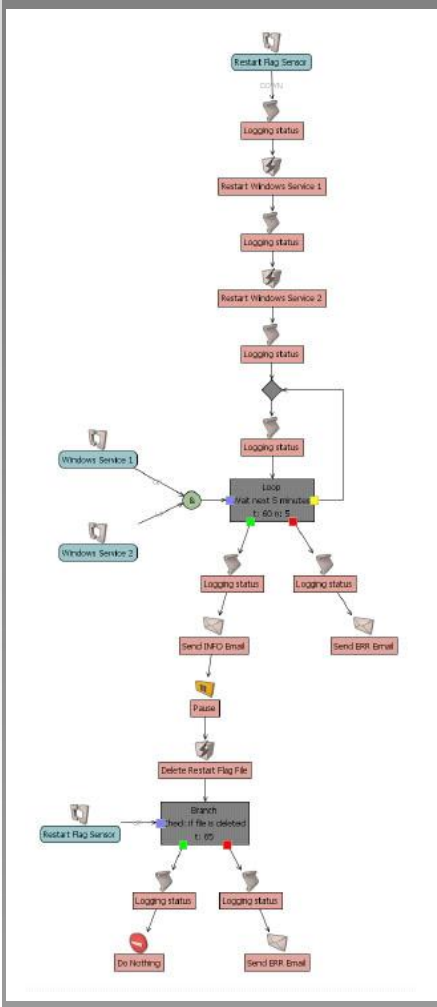 Restart Flag Sensor
DOWN
Logging status
Restart Windows Service 1
Logging status
Restart Windows Service 2
Logging status
Logging status
Windows Service 1
&
Windows Service 2
Loop
Wait next 5 minutes
t: 60 n: 5
Logging status
Logging status
Send INFO Email
Send ERR Email
Pause
Delete Restart Flag File
Restart Flag Sensor
Branch
Check if file is deleted
Logging status
Logging status
Do Nothing
Send ERR Email